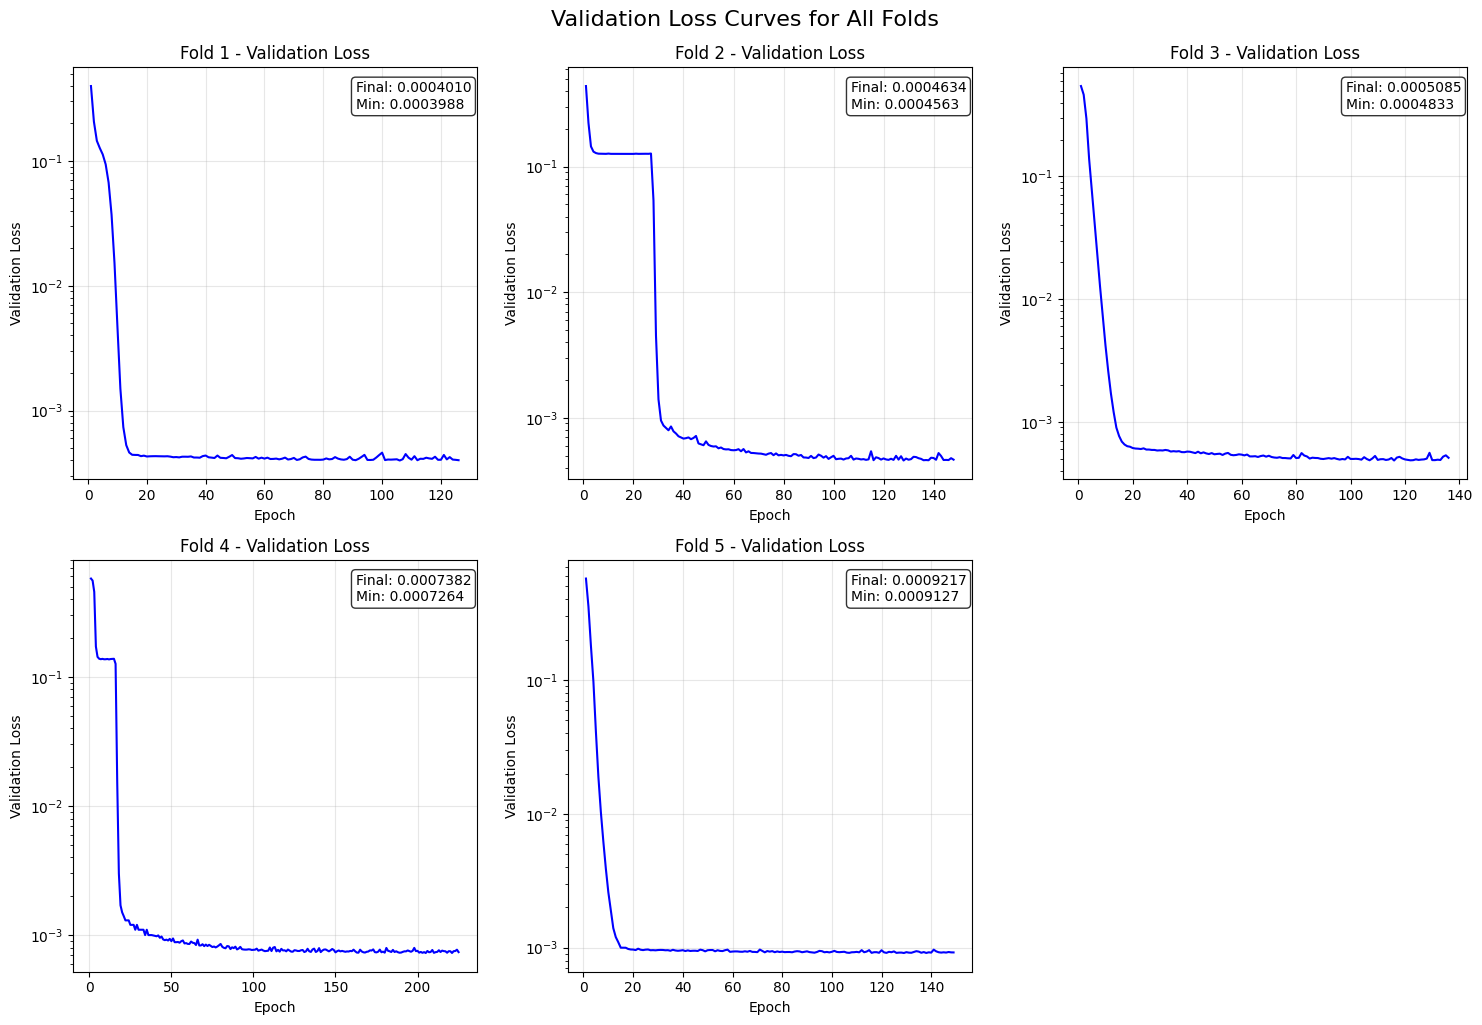 Validation Loss Curves for All Folds
Fold 1 - Validation Loss
Final: 0.0004010
Min: 0.0003988
Validation Loss
10⁻¹
10⁻²
10⁻³
0 20 40 60 80 100 120
Epoch
Fold 2 - Validation Loss
Final: 0.0004634
Min: 0.0004563
Validation Loss
10⁻¹
10⁻²
10⁻³
0 20 40 60 80 100 120 140
Epoch
Fold 3 - Validation Loss
Final: 0.0005085
Min: 0.0004833
Validation Loss
10⁻¹
10⁻²
10⁻³
0 20 40 60 80 100 120 140
Epoch
Fold 4 - Validation Loss
Final: 0.0007382
Min: 0.0007264
Validation Loss
10⁻¹
10⁻²
10⁻³
0 50 100 150 200
Epoch
Fold 5 - Validation Loss
Final: 0.0009217
Min: 0.0009127
Validation Loss
10⁻¹
10⁻²
10⁻³
0 20 40 60 80 100 120 140
Epoch